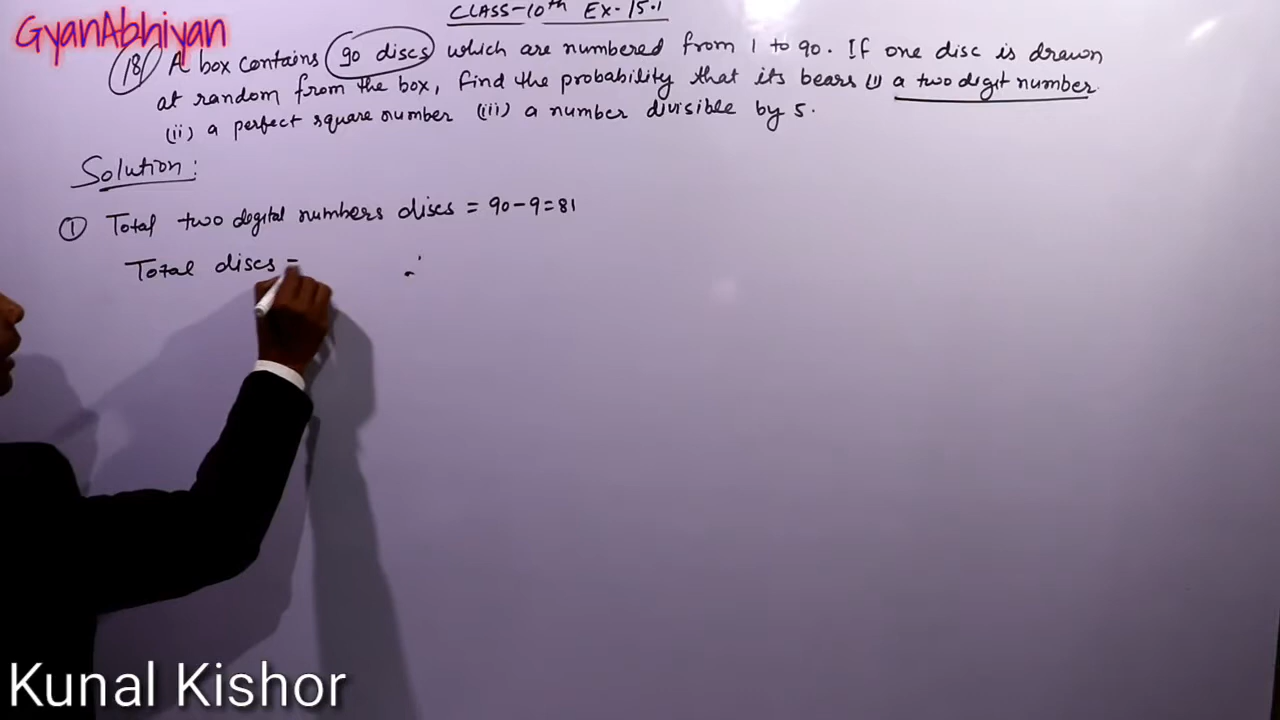 CLASS-10th EX-15.1
GyanAbhiyan
(18) A box contains 90 discs which are numbered from 1 to 90. If one disc is drawn
at random from the box, find the probability that its bears (i) a two digit number
(ii) a perfect square number (iii) a number divisible by 5.
Solution:
① Total two degital numbers discs = 90-9=81
Total discs =
Kunal Kishor